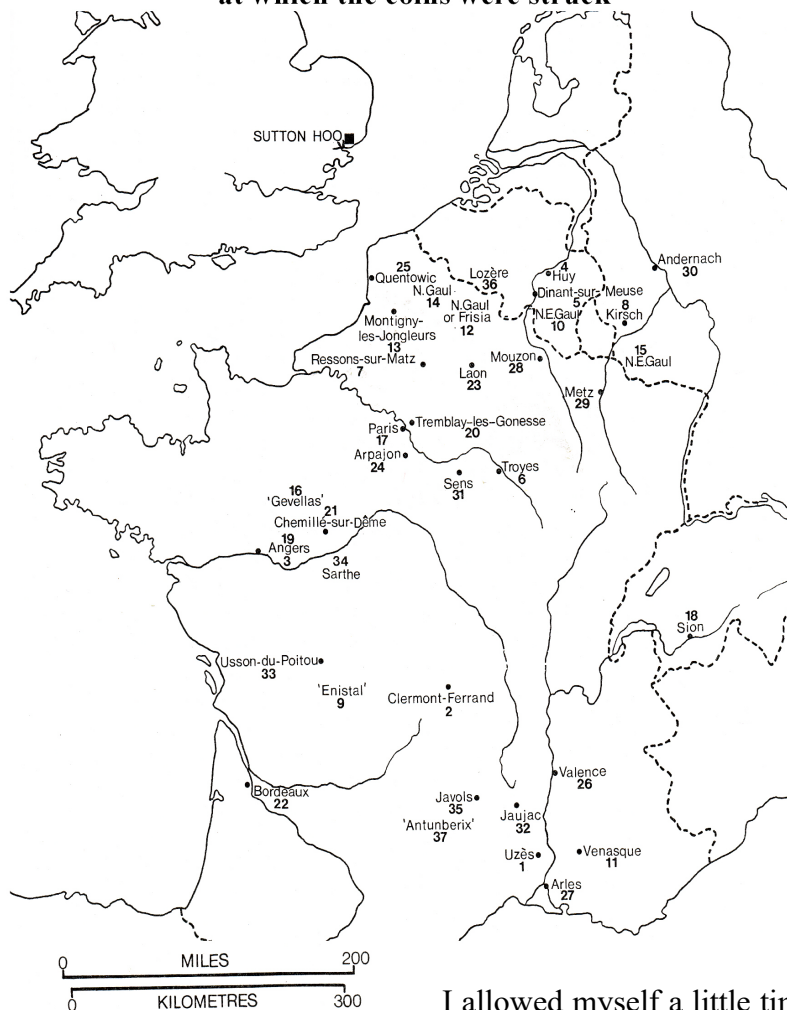 at which the coins were struck
SUTTON HOO
25
Quentowic
N.Gaul
14
Lozère
36
N.Gaul
or Frisia
12
4
Huy
Dinant-sur-Meuse
5
N.E.Gaul
10
8
Kirsch
Andernach
30
Montigny-
les-Jongleurs
13
Ressons-sur-Matz
7
Laon
23
Mouzon
28
15
N.E.Gaul
Metz
29
Paris
17
Tremblay-les-Gonesse
20
Arpajon
24
Sens
31
Troyes
6
16
'Gevellas'
21
Chemillé-sur-Dême
19
Angers
3
34
Sarthe
18
Sion
Usson-du-Poitou
33
'Enistal'
9
Clermont-Ferrand
2
Bordeaux
22
Valence
26
Javols
35
Jaujac
32
'Antunberix'
37
Uzès
1
Venasque
11
Arles
27
0 MILES 200
0 KILOMETRES 300
I allowed myself a little tin